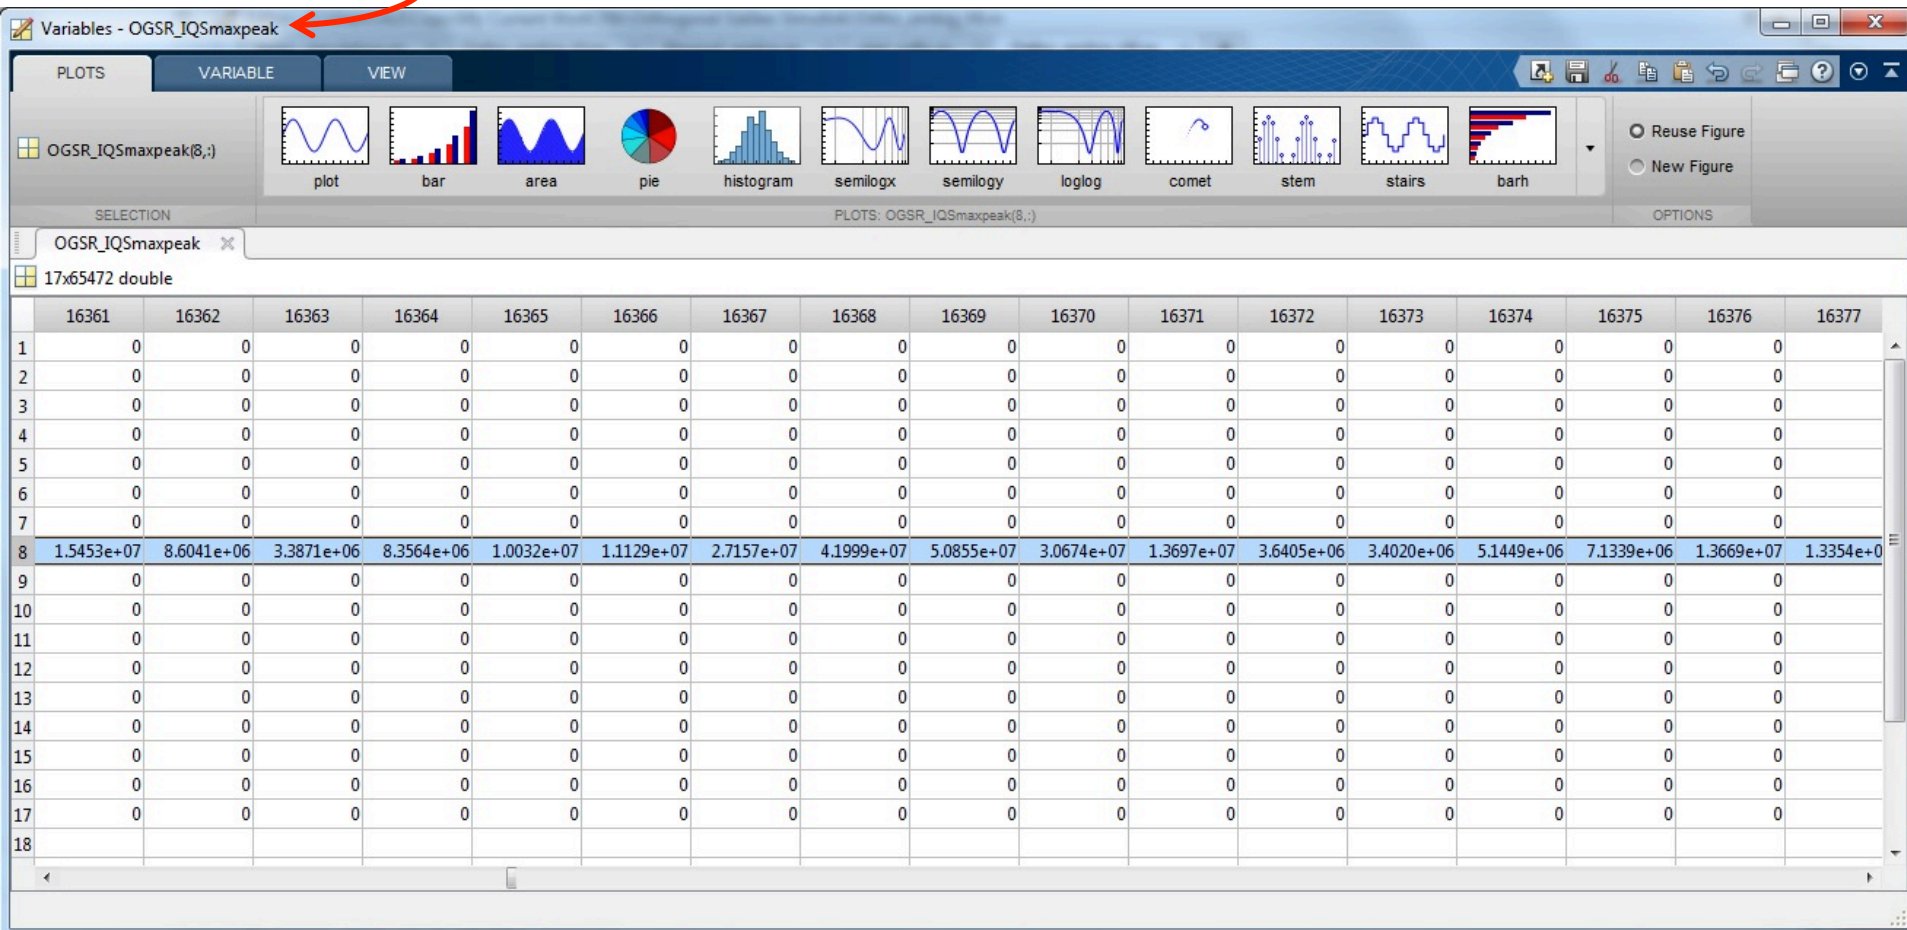 Variables - OGSR_IQSmaxpeak
PLOTS VARIABLE VIEW
OGSR_IQSmaxpeak(8,:)
plot bar area pie histogram semilogx semilogy loglog comet stem stairs barh
Reuse Figure
New Figure
SELECTION PLOTS: OGSR_IQSmaxpeak(8,:) OPTIONS
OGSR_IQSmaxpeak
17x65472 double
16361 16362 16363 16364 16365 16366 16367 16368 16369 16370 16371 16372 16373 16374 16375 16376 16377
1 0 0 0 0 0 0 0 0 0 0 0 0 0 0 0 0
2 0 0 0 0 0 0 0 0 0 0 0 0 0 0 0 0
3 0 0 0 0 0 0 0 0 0 0 0 0 0 0 0 0
4 0 0 0 0 0 0 0 0 0 0 0 0 0 0 0 0
5 0 0 0 0 0 0 0 0 0 0 0 0 0 0 0 0
6 0 0 0 0 0 0 0 0 0 0 0 0 0 0 0 0
7 0 0 0 0 0 0 0 0 0 0 0 0 0 0 0 0
8 1.5453e+07 8.6041e+06 3.3871e+06 8.3564e+06 1.0032e+07 1.1129e+07 2.7157e+07 4.1999e+07 5.0855e+07 3.0674e+07 1.3697e+07 3.6405e+06 3.4020e+06 5.1449e+06 7.1339e+06 1.3669e+07 1.3354e+0
9 0 0 0 0 0 0 0 0 0 0 0 0 0 0 0 0
10 0 0 0 0 0 0 0 0 0 0 0 0 0 0 0 0
11 0 0 0 0 0 0 0 0 0 0 0 0 0 0 0 0
12 0 0 0 0 0 0 0 0 0 0 0 0 0 0 0 0
13 0 0 0 0 0 0 0 0 0 0 0 0 0 0 0 0
14 0 0 0 0 0 0 0 0 0 0 0 0 0 0 0 0
15 0 0 0 0 0 0 0 0 0 0 0 0 0 0 0 0
16 0 0 0 0 0 0 0 0 0 0 0 0 0 0 0 0
17 0 0 0 0 0 0 0 0 0 0 0 0 0 0 0 0
18